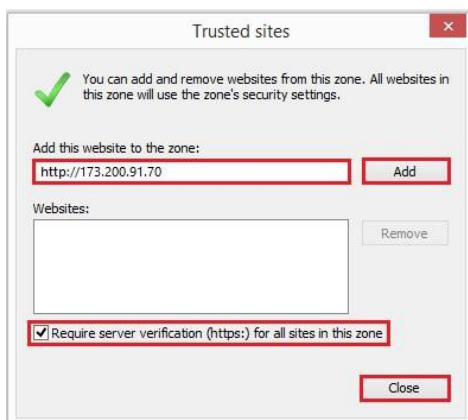 Trusted sites
You can add and remove websites from this zone. All websites in
this zone will use the zone's security settings.
Add this website to the zone:
http://173.200.91.70
Add
Websites:
Remove
Require server verification (https:) for all sites in this zone
Close